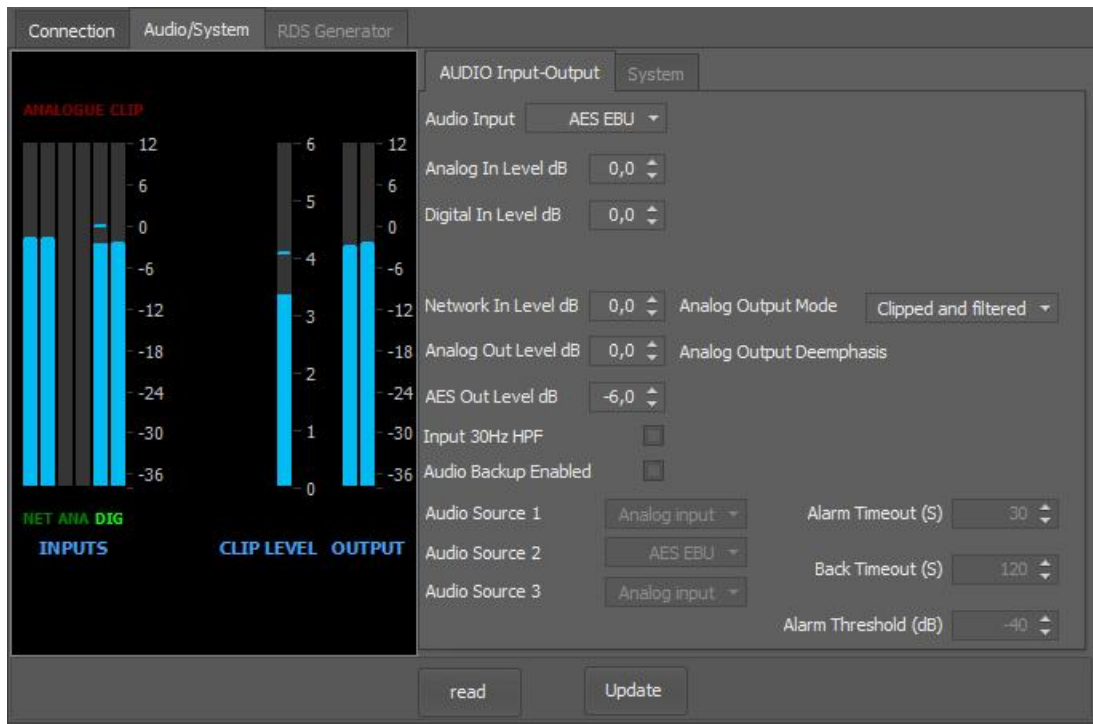 Connection Audio/System RDS Generator
ANALOGUE CLIP
12 6 12
6 5 6
0 4 0
-6 3 -6
-12 2 -12
-18 1 -18
-24 0 -24
-30 -30
-36 -36
NET ANA DIG
INPUTS CLIP LEVEL OUTPUT
AUDIO Input-Output System
Audio Input AES EBU
Analog In Level dB 0,0
Digital In Level dB 0,0
Network In Level dB 0,0 Analog Output Mode Clipped and filtered
Analog Out Level dB 0,0 Analog Output Deemphasis
AES Out Level dB -6,0
Input 30Hz HPF
Audio Backup Enabled
Audio Source 1 Analog input Alarm Timeout (S) 30
Audio Source 2 AES EBU Back Timeout (S) 120
Audio Source 3 Analog input
Alarm Threshold (dB) -40
read Update